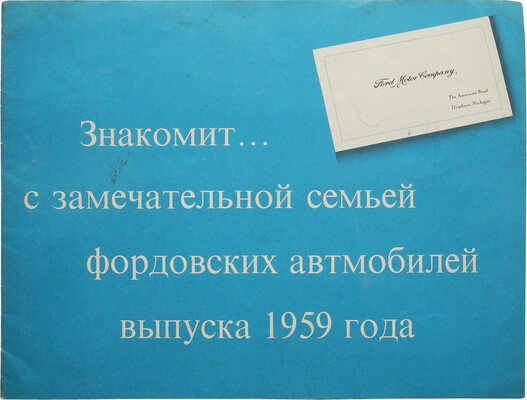 Ford Motor Company,
The American Road
Dearborn, Michigan
Знакомит...
с замечательной семьей
фордовских автмобилей
выпуска 1959 года